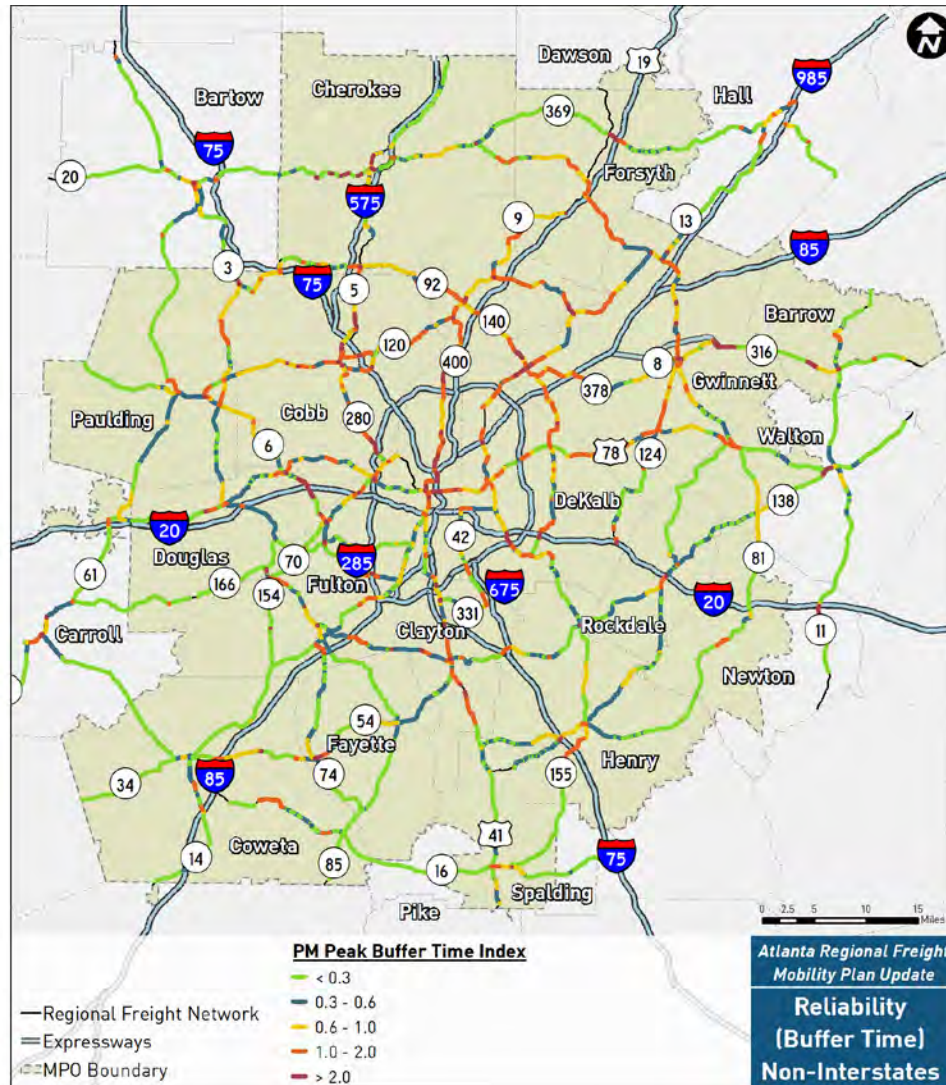 N
Dawson
19
985
Hall
Bartow
Cherokee
369
75
20
575
Forsyth
9
13
85
3
75
5
92
Barrow
140
120
316
400
8
Gwinnett
378
Paulding
Cobb
280
Walton
6
78
124
138
DeKalb
20
42
81
Douglas
70
285
61
166
Fulton
675
154
20
331
Clayton
Rockdale
11
Carroll
Newton
54
Fayette
Henry
34
85
74
155
41
14
Coweta
75
85
16
Spalding
Pike
0 2.5 5 10 15
Miles
PM Peak Buffer Time Index
< 0.3
0.3 - 0.6
0.6 - 1.0
1.0 - 2.0
> 2.0
Regional Freight Network
Expressways
MPO Boundary
Atlanta Regional Freight
Mobility Plan Update
Reliability
(Buffer Time)
Non-Interstates